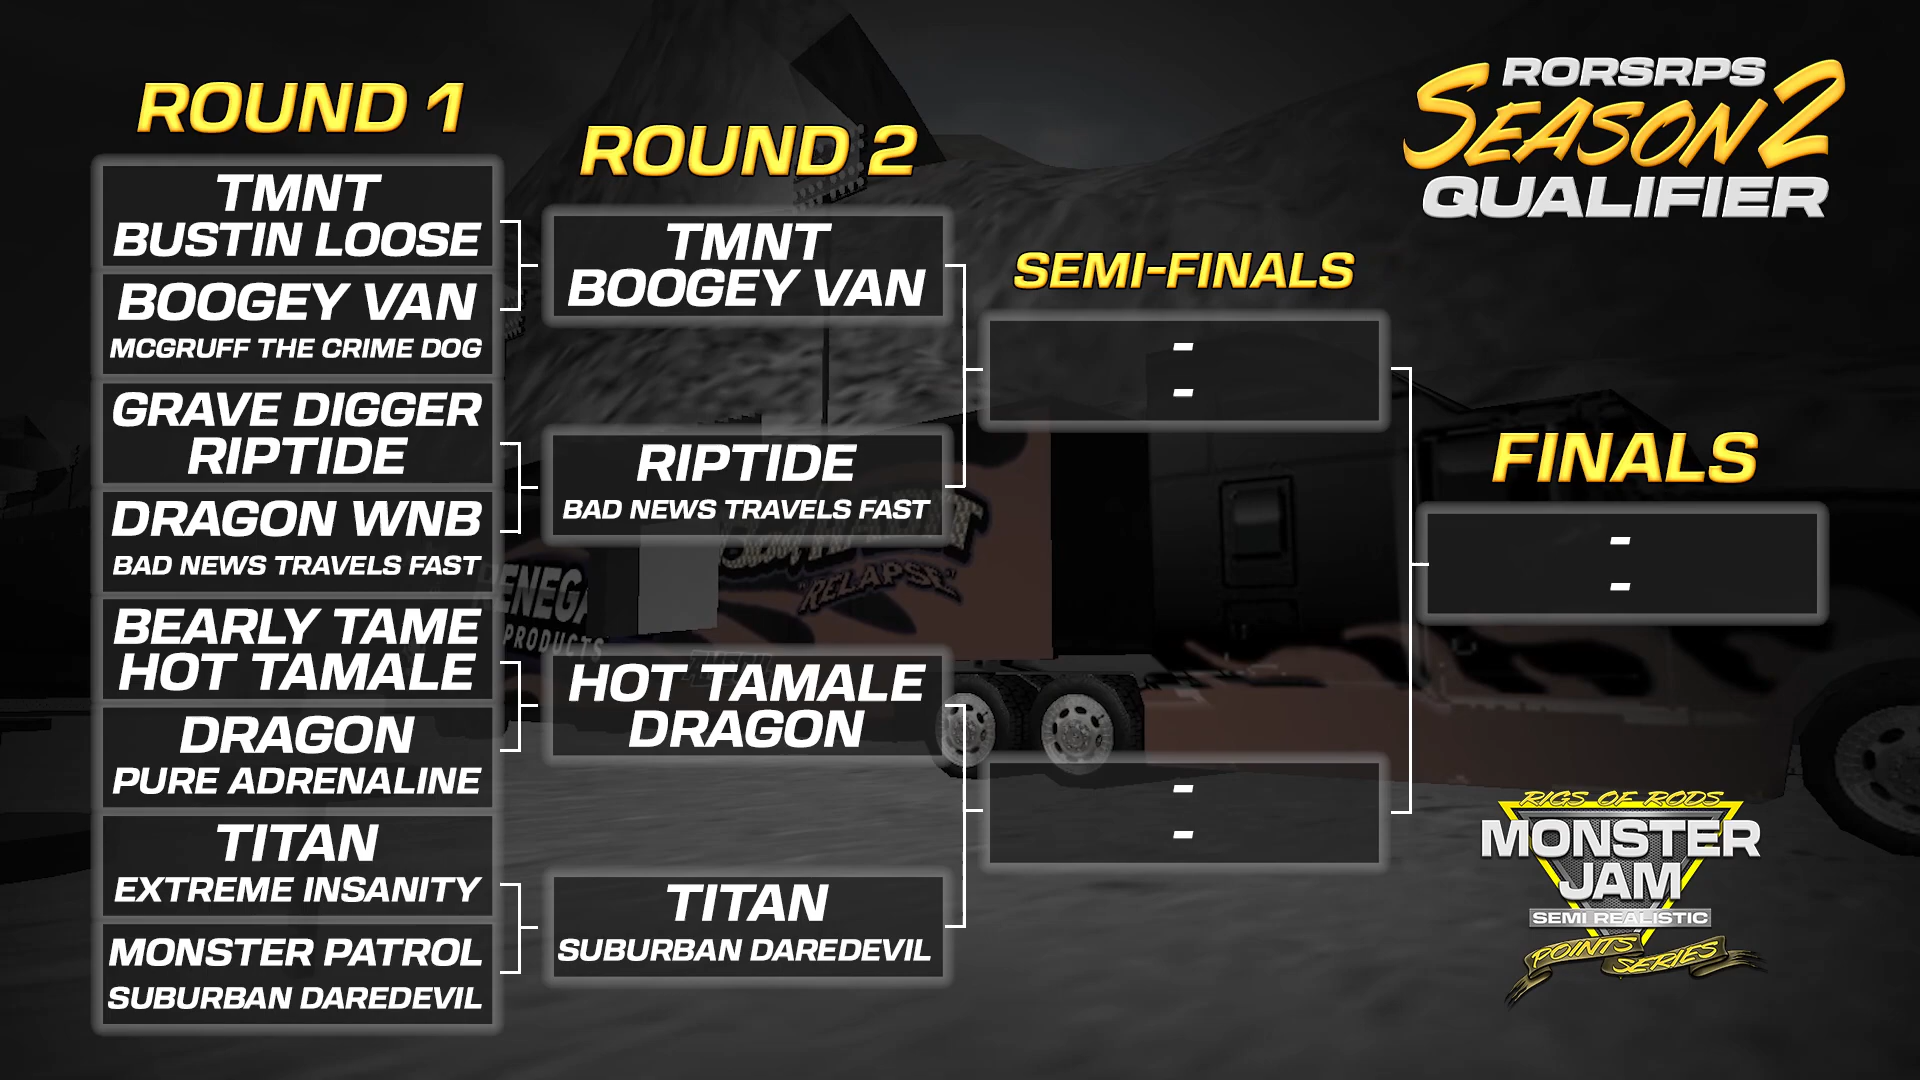 ROUND 1
TMNT
BUSTIN LOOSE
BOOGEY VAN
MCGRUFF THE CRIME DOG
GRAVE DIGGER
RIPTIDE
DRAGON WNB
BAD NEWS TRAVELS FAST
BEARLY TAME
HOT TAMALE
DRAGON
PURE ADRENALINE
TITAN
EXTREME INSANITY
MONSTER PATROL
SUBURBAN DAREDEVIL
ROUND 2
TMNT
BOOGEY VAN
RIPTIDE
BAD NEWS TRAVELS FAST
HOT TAMALE
DRAGON
TITAN
SUBURBAN DAREDEVIL
SEMI-FINALS
-
-
-
-
FINALS
-
-
RORSRPS
SEASON 2
QUALIFIER
"RELAPSE"
PRODUCTS
RIGS OF RODS
MONSTER
JAM
SEMI REALISTIC
POINTS
SERIES